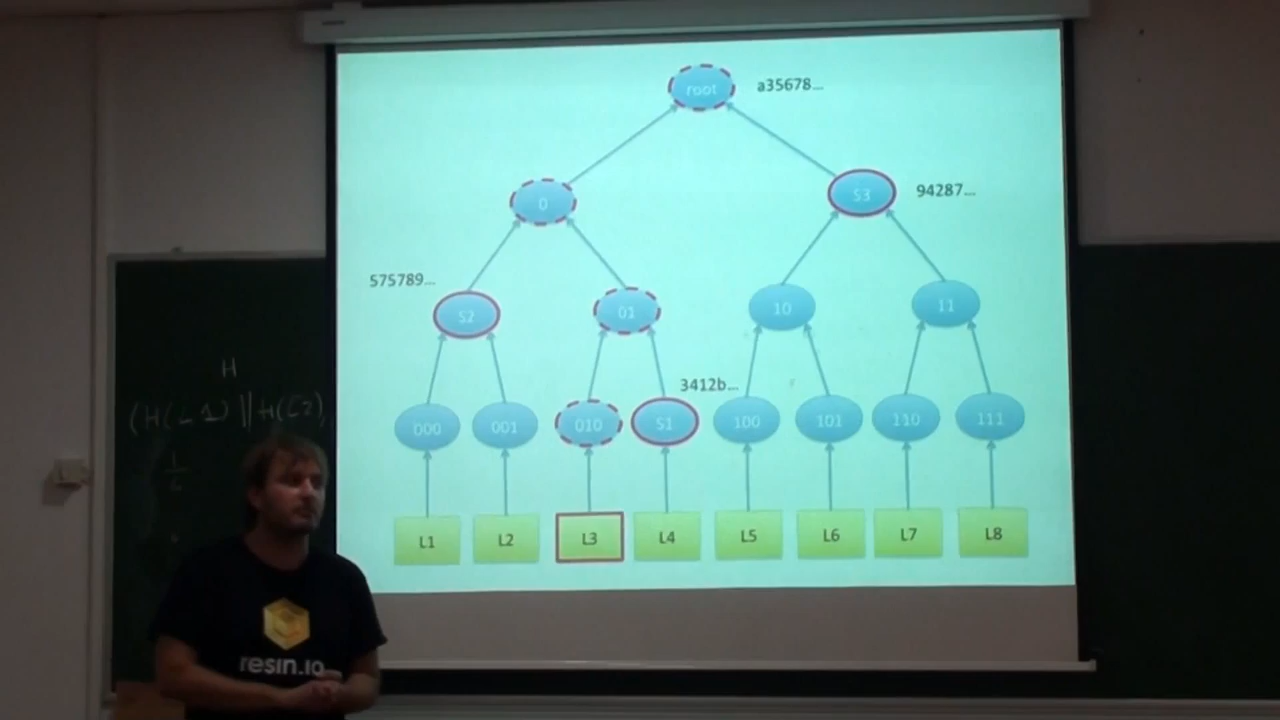 root
a35678...
0
S3
94287...
575789...
S2
01
10
11
3412b...
000
001
010
S1
100
101
110
111
L1
L2
L3
L4
L5
L6
L7
L8
H
resin.io